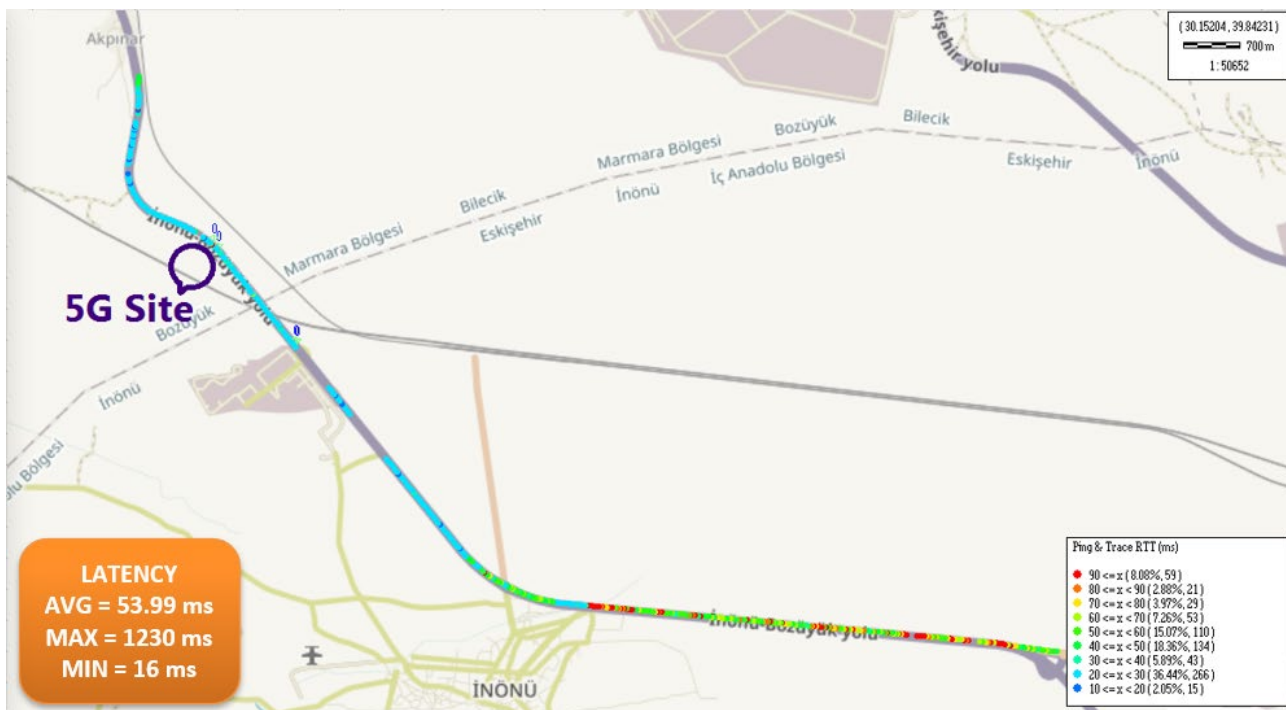 Akpınar
Eskişehir yolu
( 30.15204 , 39.84231)
700 m
1: 50652
Marmara Bölgesi
Bozüyük
Bilecik
İnönü
İç Anadolu Bölgesi
Eskişehir
İnönü
Marmara Bölgesi
Bilecik
Eskişehir
İnönü-Bozüyük yolu
5G Site
Bozüyük
İnönü
olu Bölgesi
LATENCY
AVG = 53.99 ms
MAX = 1230 ms
MIN = 16 ms
İnönü-Bozüyük yolu
İNÖNÜ
Ping & Trace RTT (ms)
90 <= x ( 8.08%, 59 )
80 <= x < 90 ( 2.88%, 21 )
70 <= x < 80 ( 3.97%, 29 )
60 <= x < 70 ( 7.26%, 53 )
50 <= x < 60 ( 15.07%, 110 )
40 <= x < 50 ( 18.36%, 134 )
30 <= x < 40 ( 5.89%, 43 )
20 <= x < 30 ( 36.44%, 266 )
10 <= x < 20 ( 2.05%, 15 )